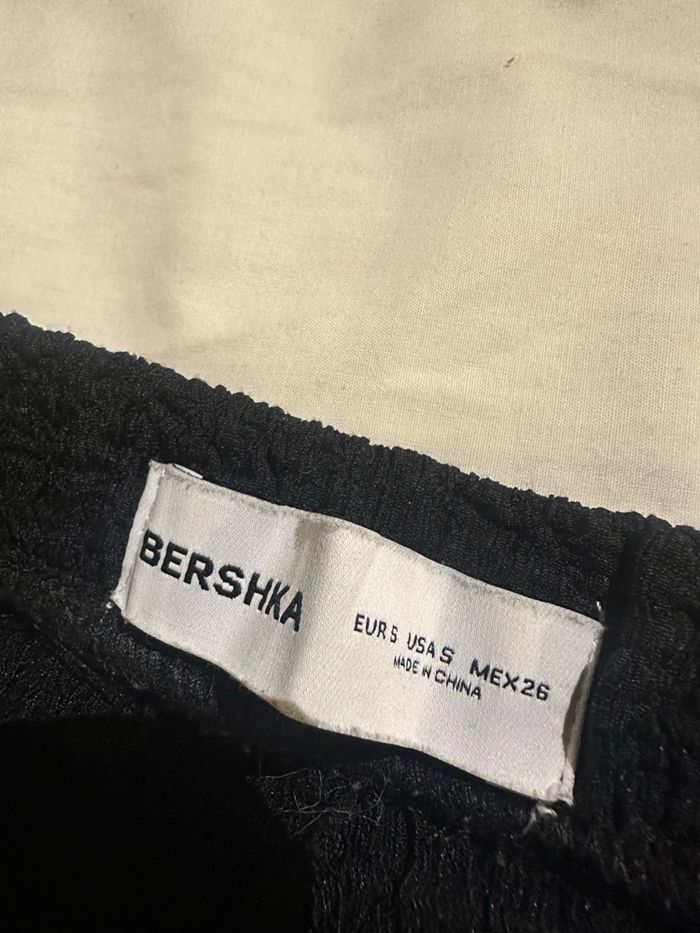 BERSHKA
EUR S USA S MEX 26
MADE IN CHINA